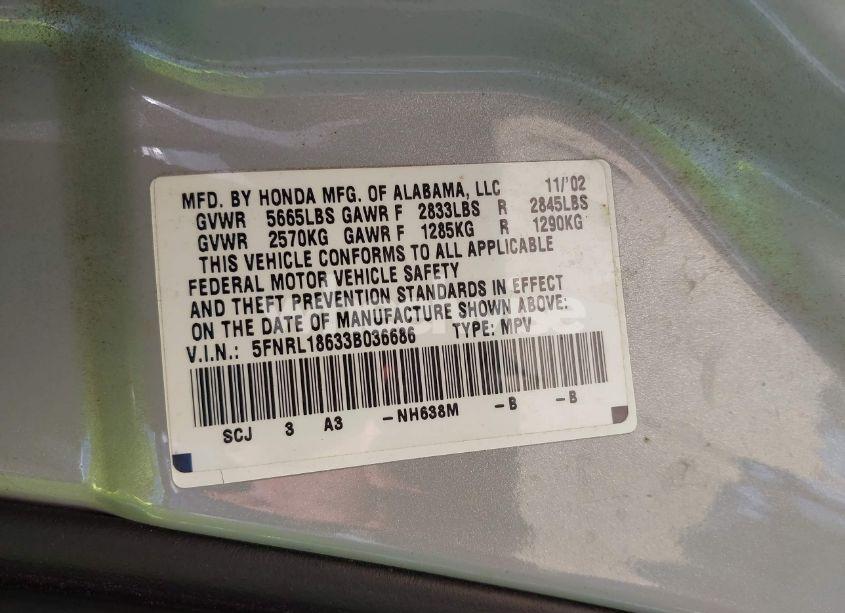 MFD. BY HONDA MFG. OF ALABAMA, LLC 11/'02
GVWR 5665LBS GAWR F 2833LBS R 2845LBS
GVWR 2570KG GAWR F 1285KG R 1290KG
THIS VEHICLE CONFORMS TO ALL APPLICABLE
FEDERAL MOTOR VEHICLE SAFETY
AND THEFT PREVENTION STANDARDS IN EFFECT
ON THE DATE OF MANUFACTURE SHOWN ABOVE:
V.I.N.: 5FNRL18633B036686 TYPE: MPV
SCJ 3 A3 -NH638M -B -B